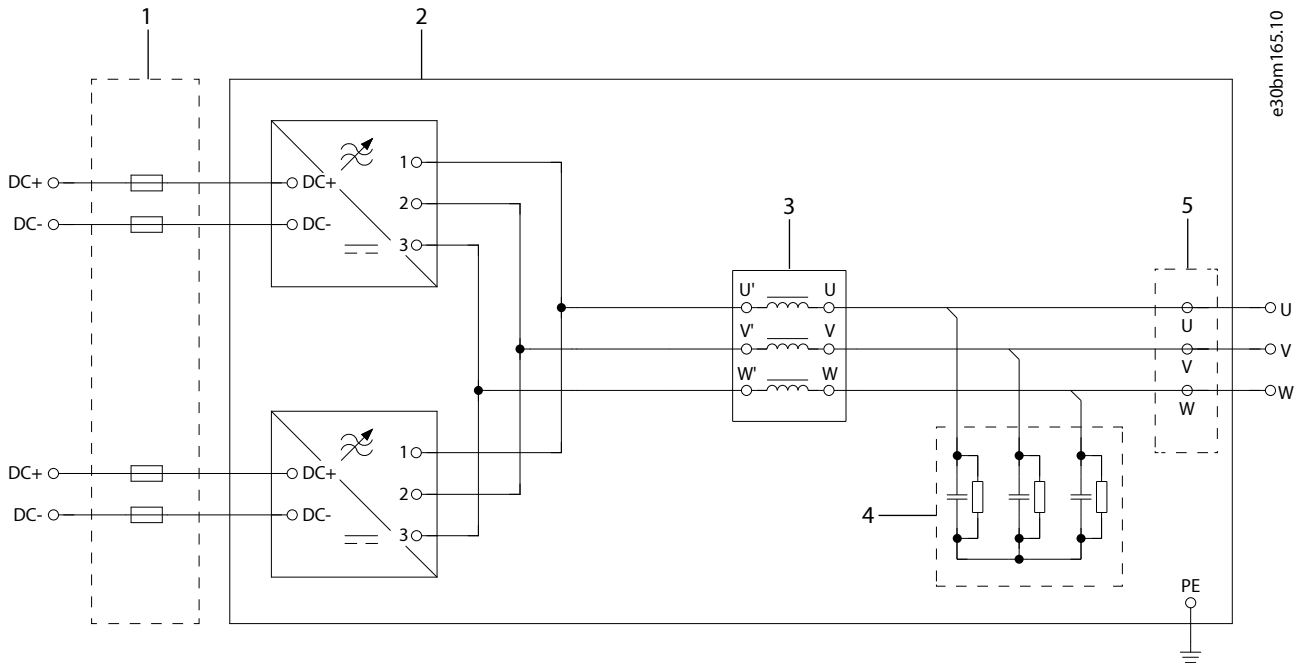 1
2
e30bm165.10
DC+
DC+
1
DC-
DC-
2
3
3
5
U'
U
V'
V
W'
W
U
U
V
V
W
W
DC+
DC+
1
DC-
DC-
2
3
4
PE